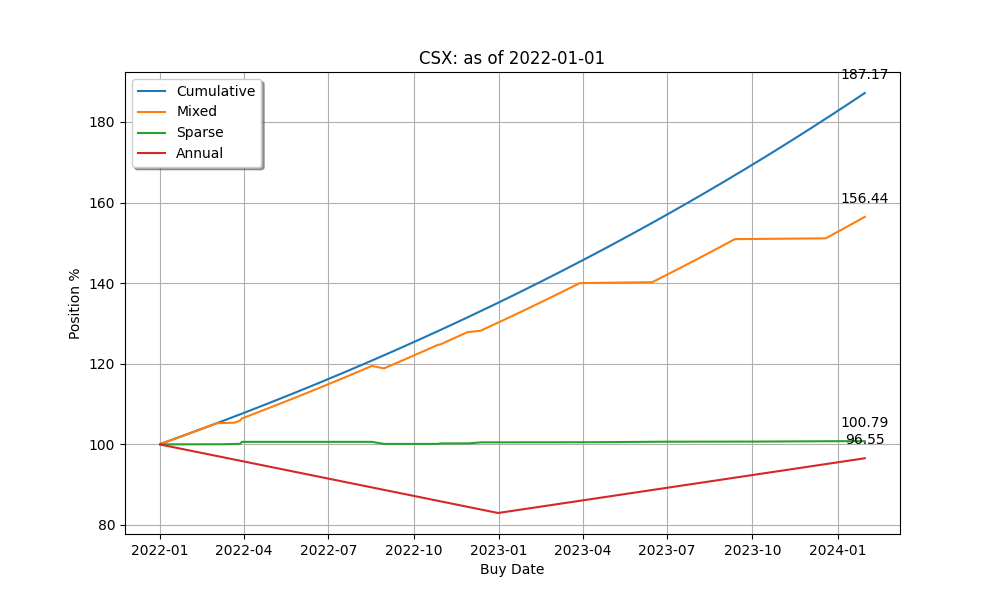 CSX: as of 2022-01-01
Cumulative
Mixed
Sparse
Annual
187.17
156.44
100.79
96.55
Position %
180
160
140
120
100
80
2022-01 2022-04 2022-07 2022-10 2023-01 2023-04 2023-07 2023-10 2024-01
Buy Date